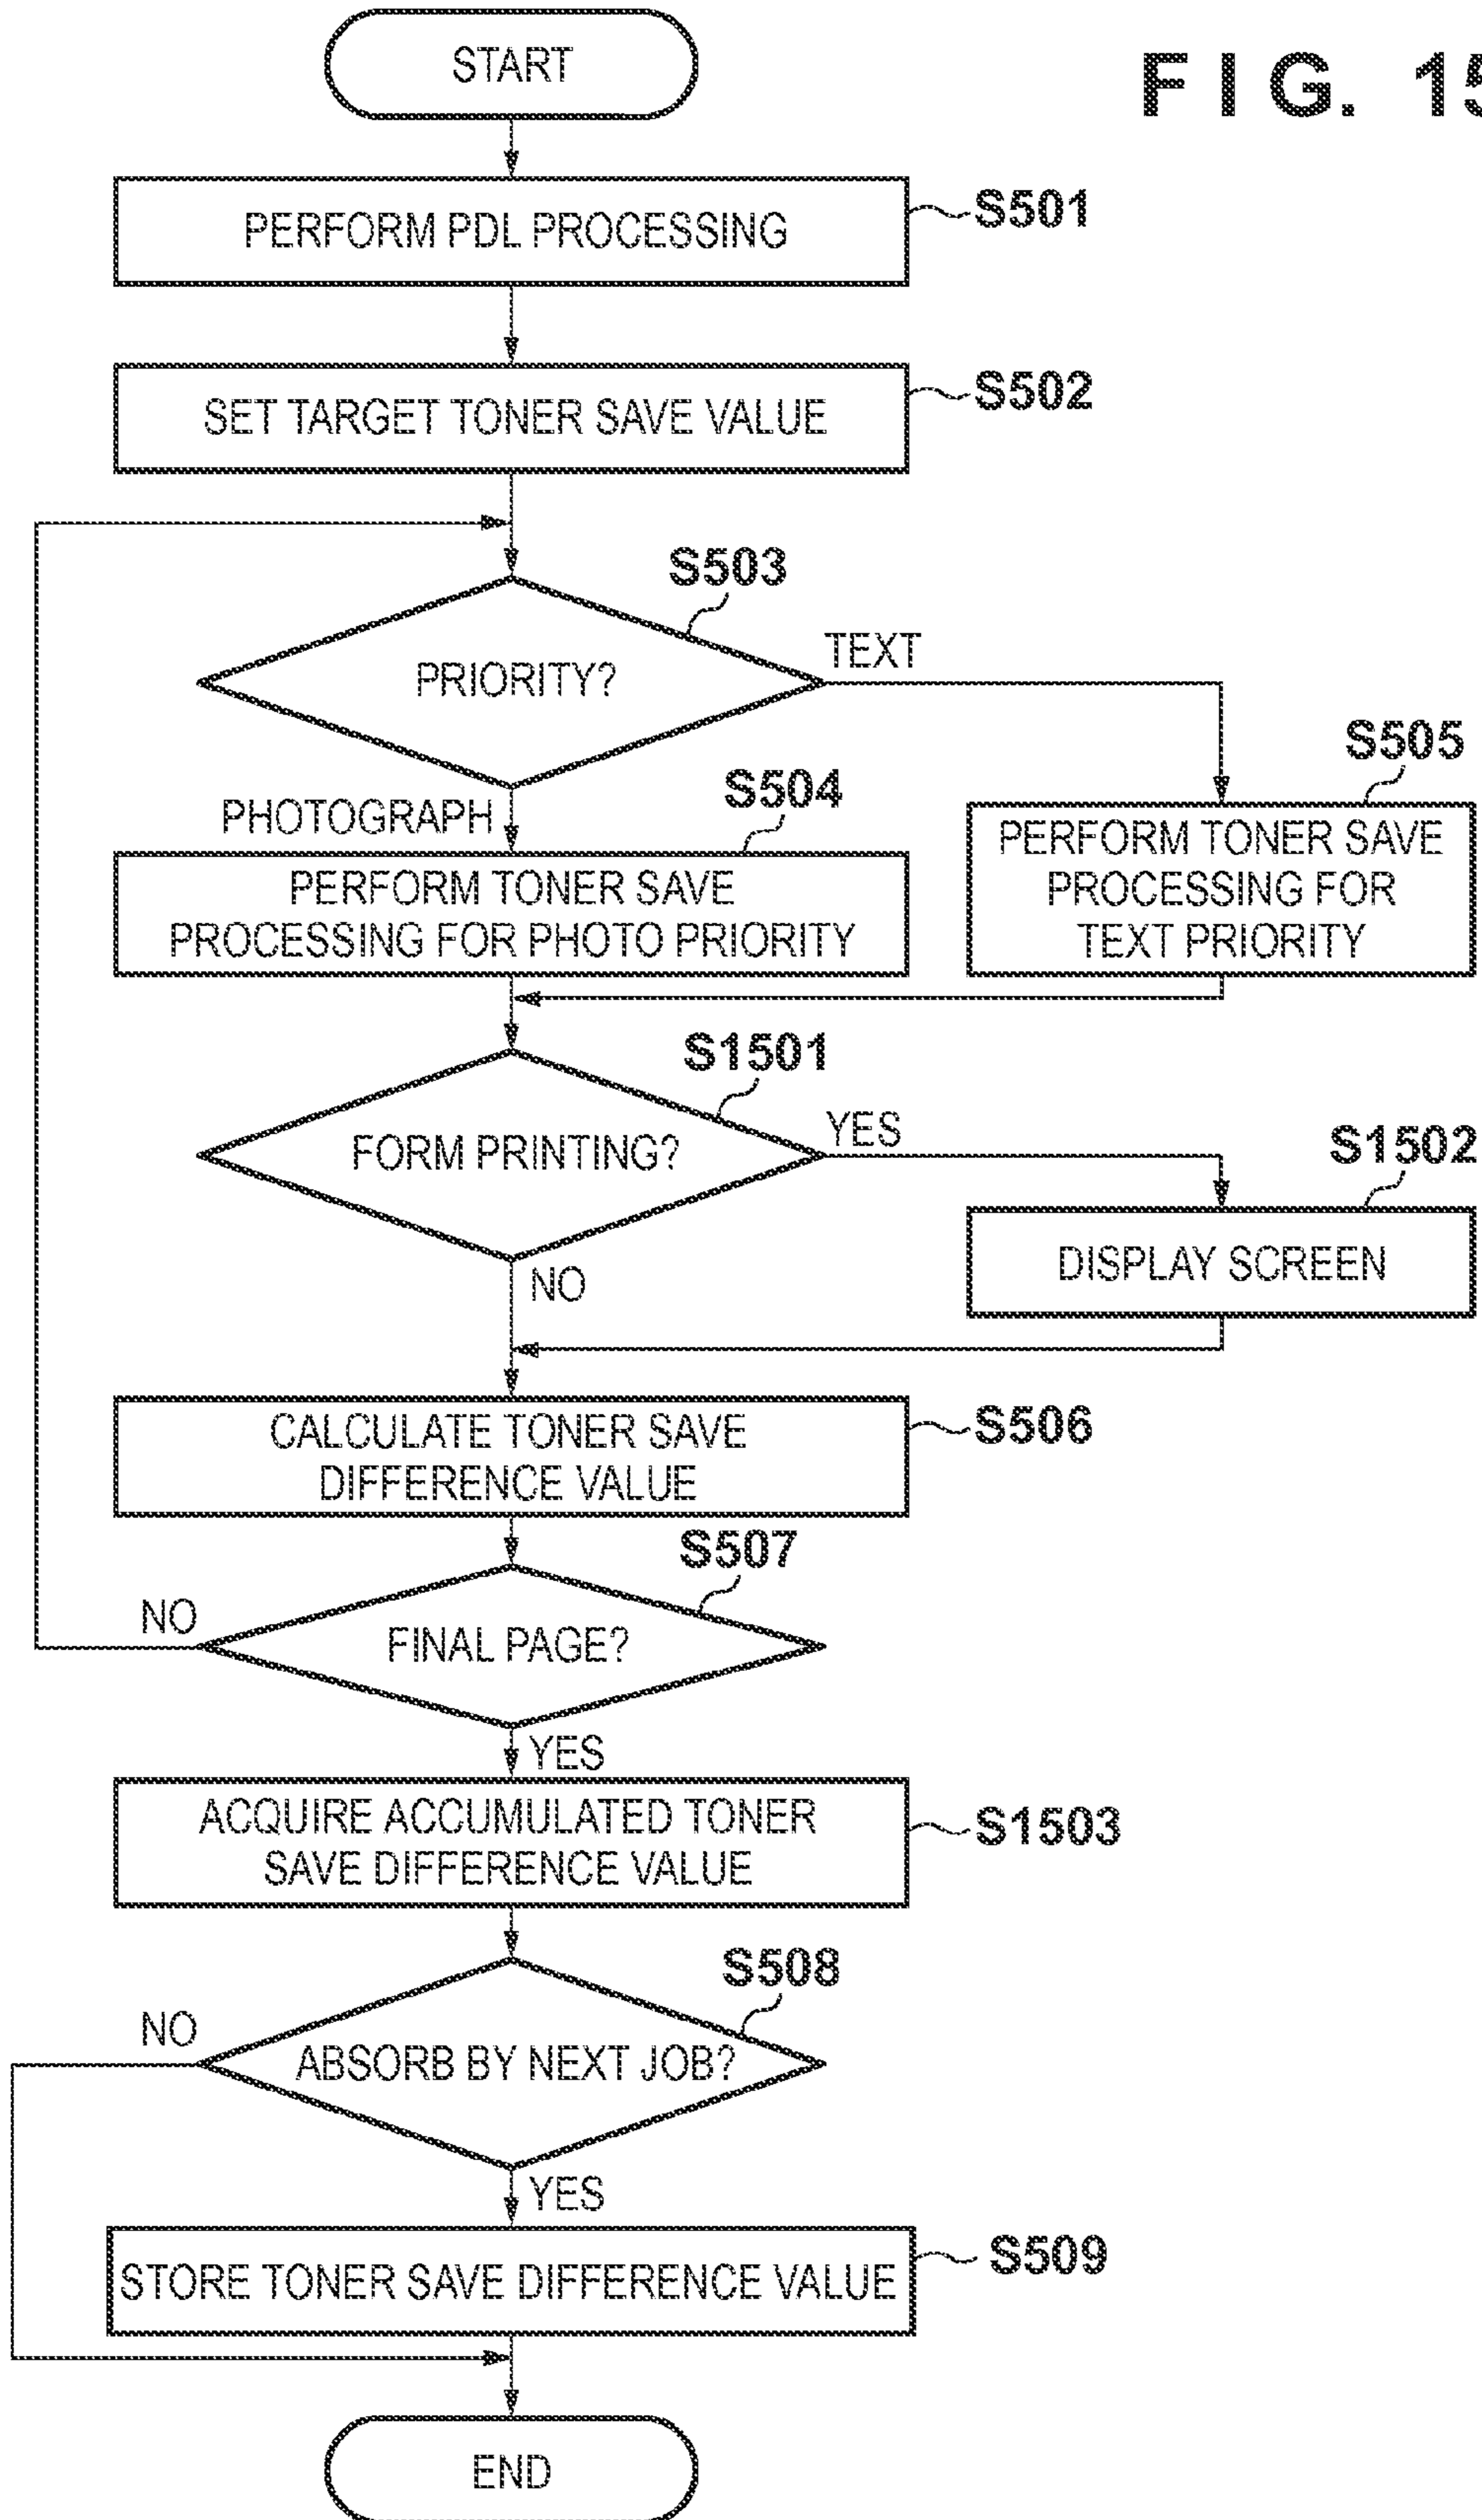 START
FIG. 15
PERFORM PDL PROCESSING
S501
SET TARGET TONER SAVE VALUE
S502
S503
PRIORITY?
TEXT
S505
PHOTOGRAPH
S504
PERFORM TONER SAVE
PROCESSING FOR PHOTO PRIORITY
PERFORM TONER SAVE
PROCESSING FOR
TEXT PRIORITY
S1501
FORM PRINTING?
YES
S1502
NO
DISPLAY SCREEN
CALCULATE TONER SAVE
DIFFERENCE VALUE
S506
S507
NO
FINAL PAGE?
YES
ACQUIRE ACCUMULATED TONER
SAVE DIFFERENCE VALUE
S1503
S508
NO
ABSORB BY NEXT JOB?
YES
STORE TONER SAVE DIFFERENCE VALUE
S509
END